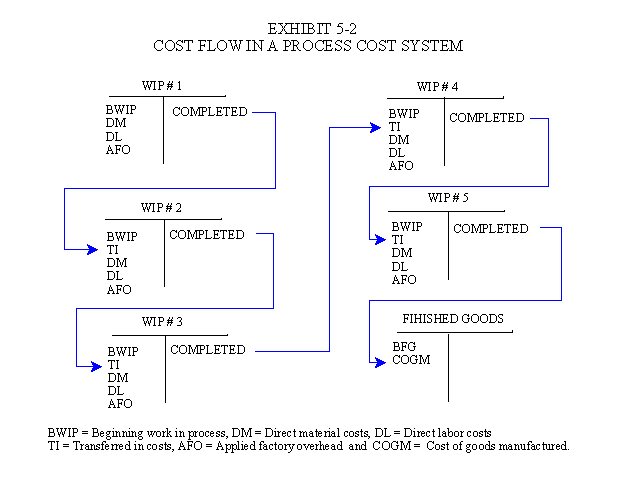 EXHIBIT 5-2
COST FLOW IN A PROCESS COST SYSTEM
WIP # 1
BWIP
DM
DL
AFO
COMPLETED
WIP # 2
BWIP
TI
DM
DL
AFO
COMPLETED
WIP # 3
BWIP
TI
DM
DL
AFO
COMPLETED
WIP # 4
BWIP
TI
DM
DL
AFO
COMPLETED
WIP # 5
BWIP
TI
DM
DL
AFO
COMPLETED
FIHISHED GOODS
BFG
COGM
BWIP = Beginning work in process, DM = Direct material costs, DL = Direct labor costs
TI = Transferred in costs, AFO = Applied factory overhead and COGM = Cost of goods manufactured.